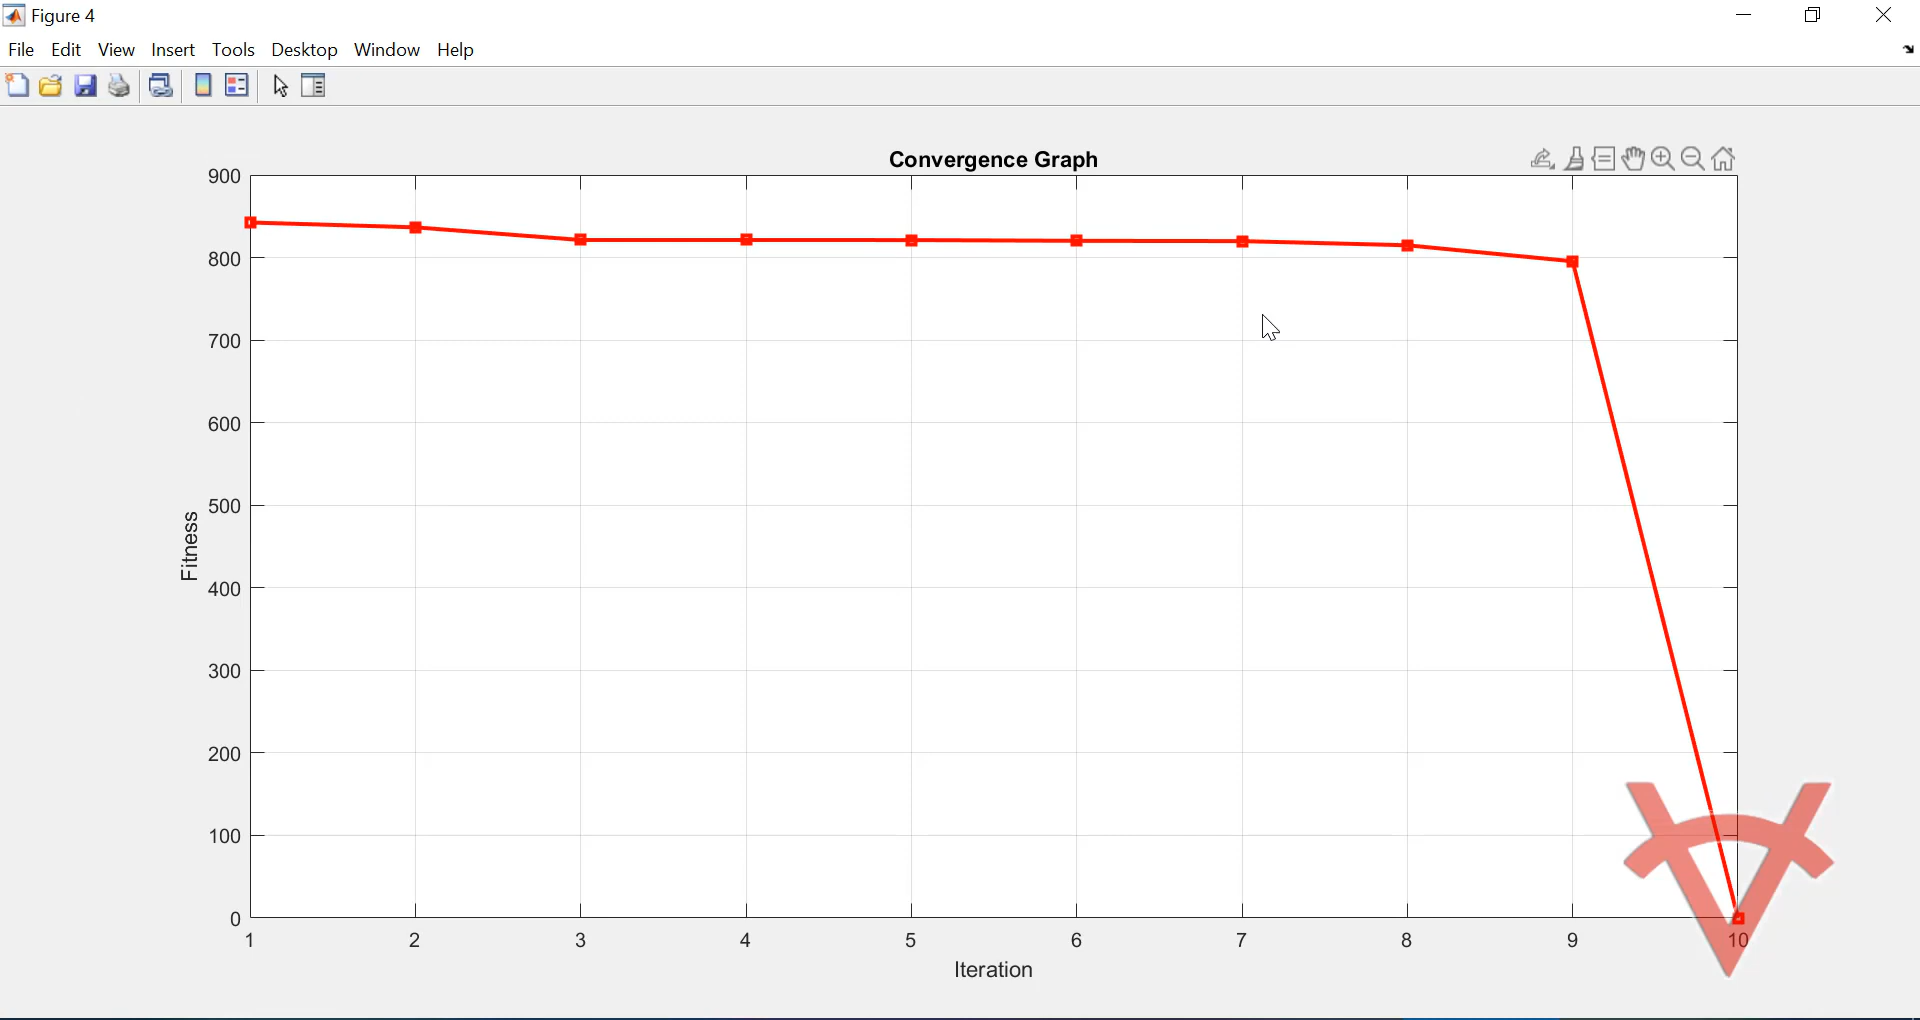 Figure 4
File Edit View Insert Tools Desktop Window Help
Convergence Graph
900
800
700
600
500
400
300
200
100
0
Fitness
1 2 3 4 5 6 7 8 9 10
Iteration